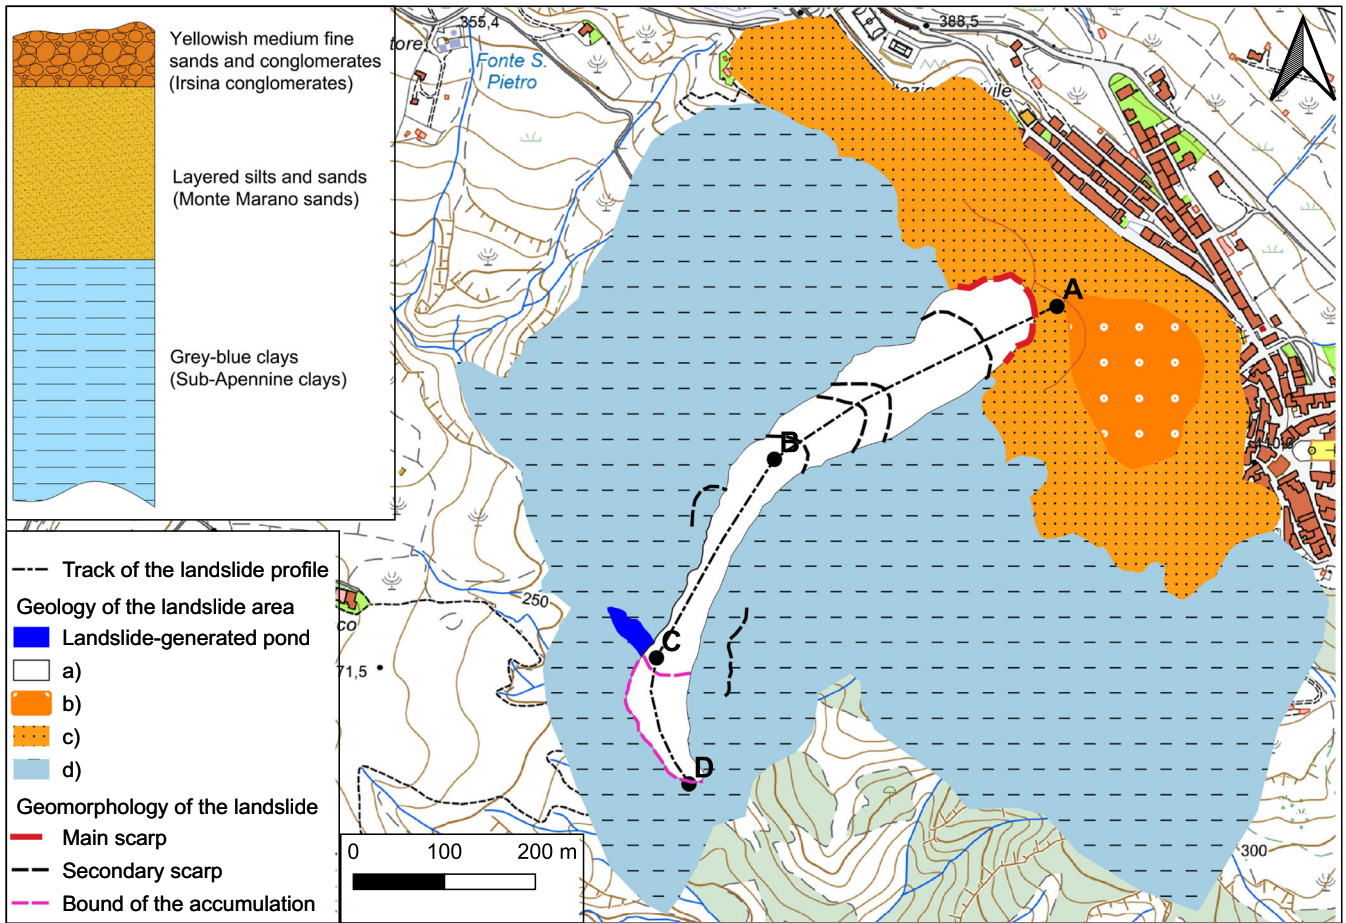 Yellowish medium fine
sands and conglomerates
(Irsina conglomerates)
Layered silts and sands
(Monte Marano sands)
Grey-blue clays
(Sub-Apennine clays)
355,4
388,5
tore
Fonte S.
Pietro
vile
A
B
C
D
250
co
71,5
300
Track of the landslide profile
Geology of the landslide area
Landslide-generated pond
a)
b)
c)
d)
Geomorphology of the landslide
Main scarp
Secondary scarp
Bound of the accumulation
0 100 200 m